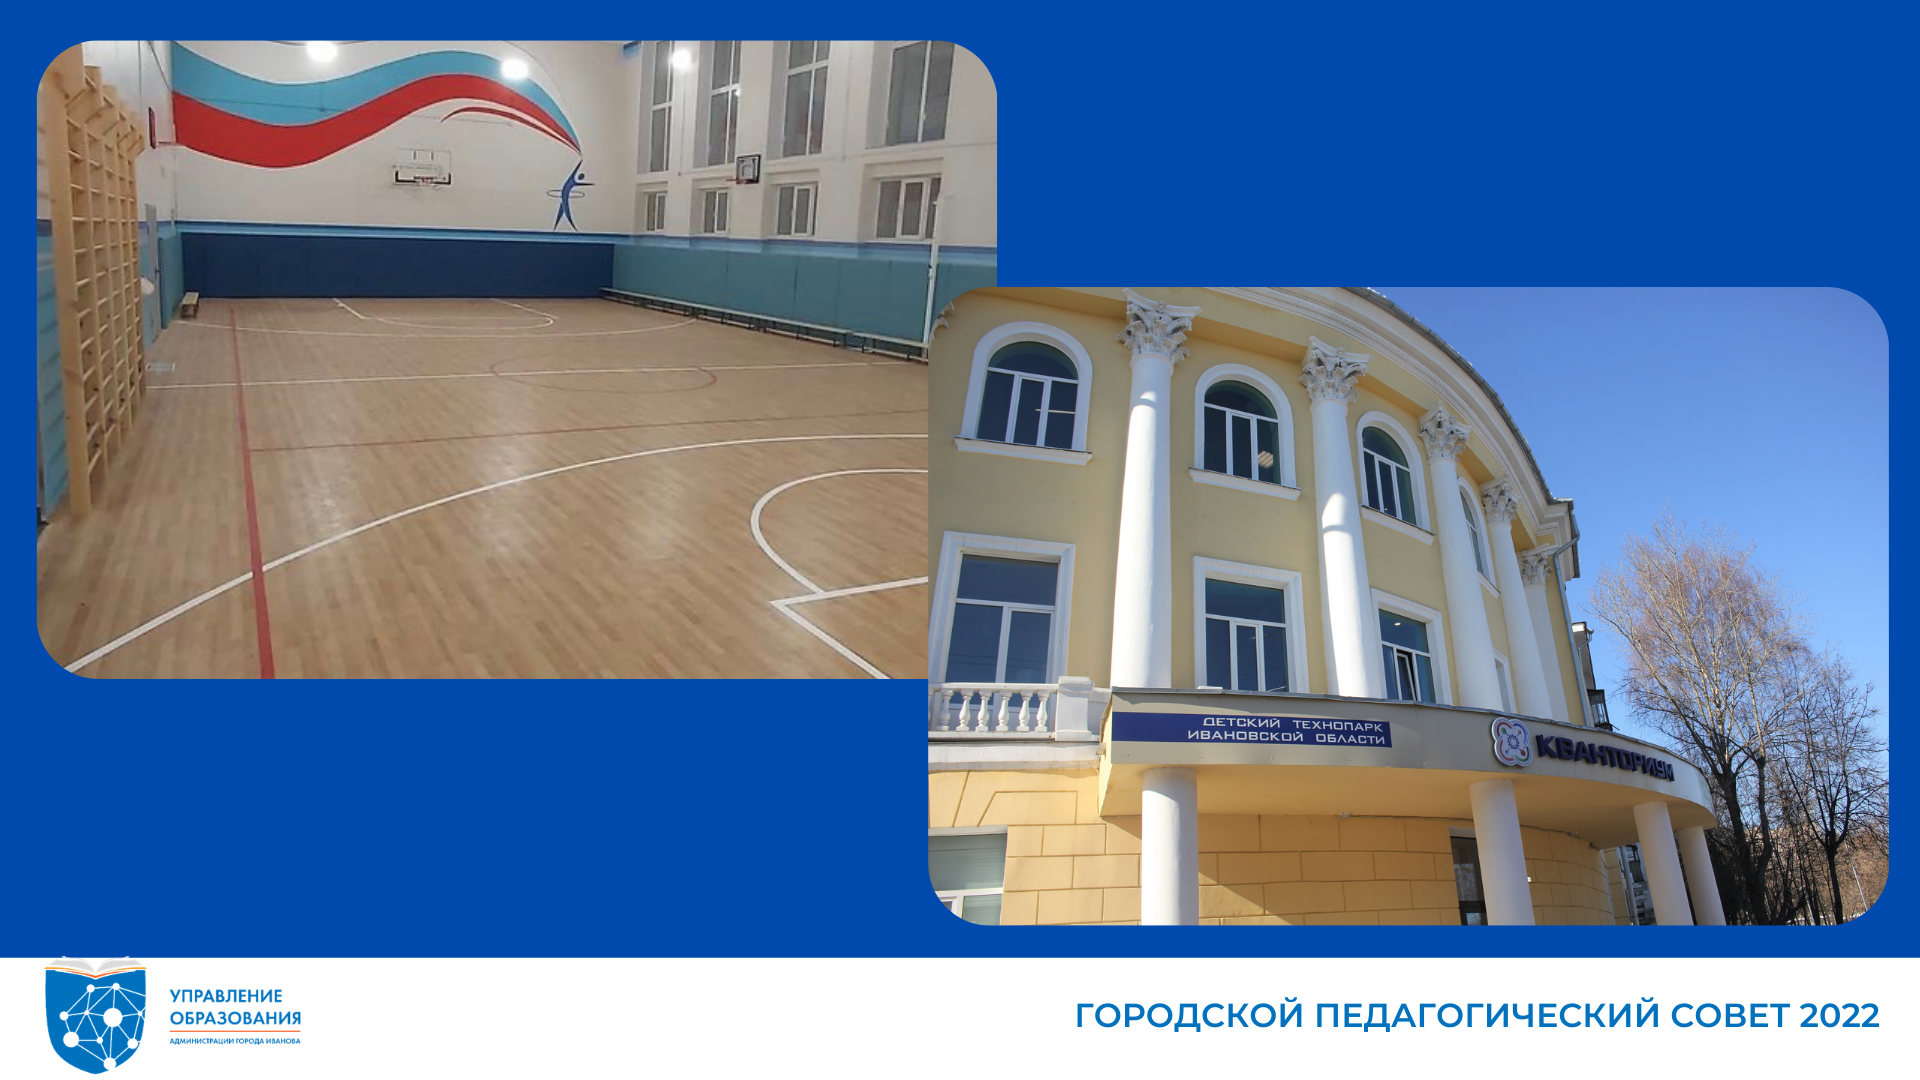 ДЕТСКИЙ ТЕХНОПАРК
ИВАНОВСКОЙ ОБЛАСТИ
КВАНТОРИУМ
УПРАВЛЕНИЕ
ОБРАЗОВАНИЯ
АДМИНИСТРАЦИИ ГОРОДА ИВАНОВА
ГОРОДСКОЙ ПЕДАГОГИЧЕСКИЙ СОВЕТ 2022